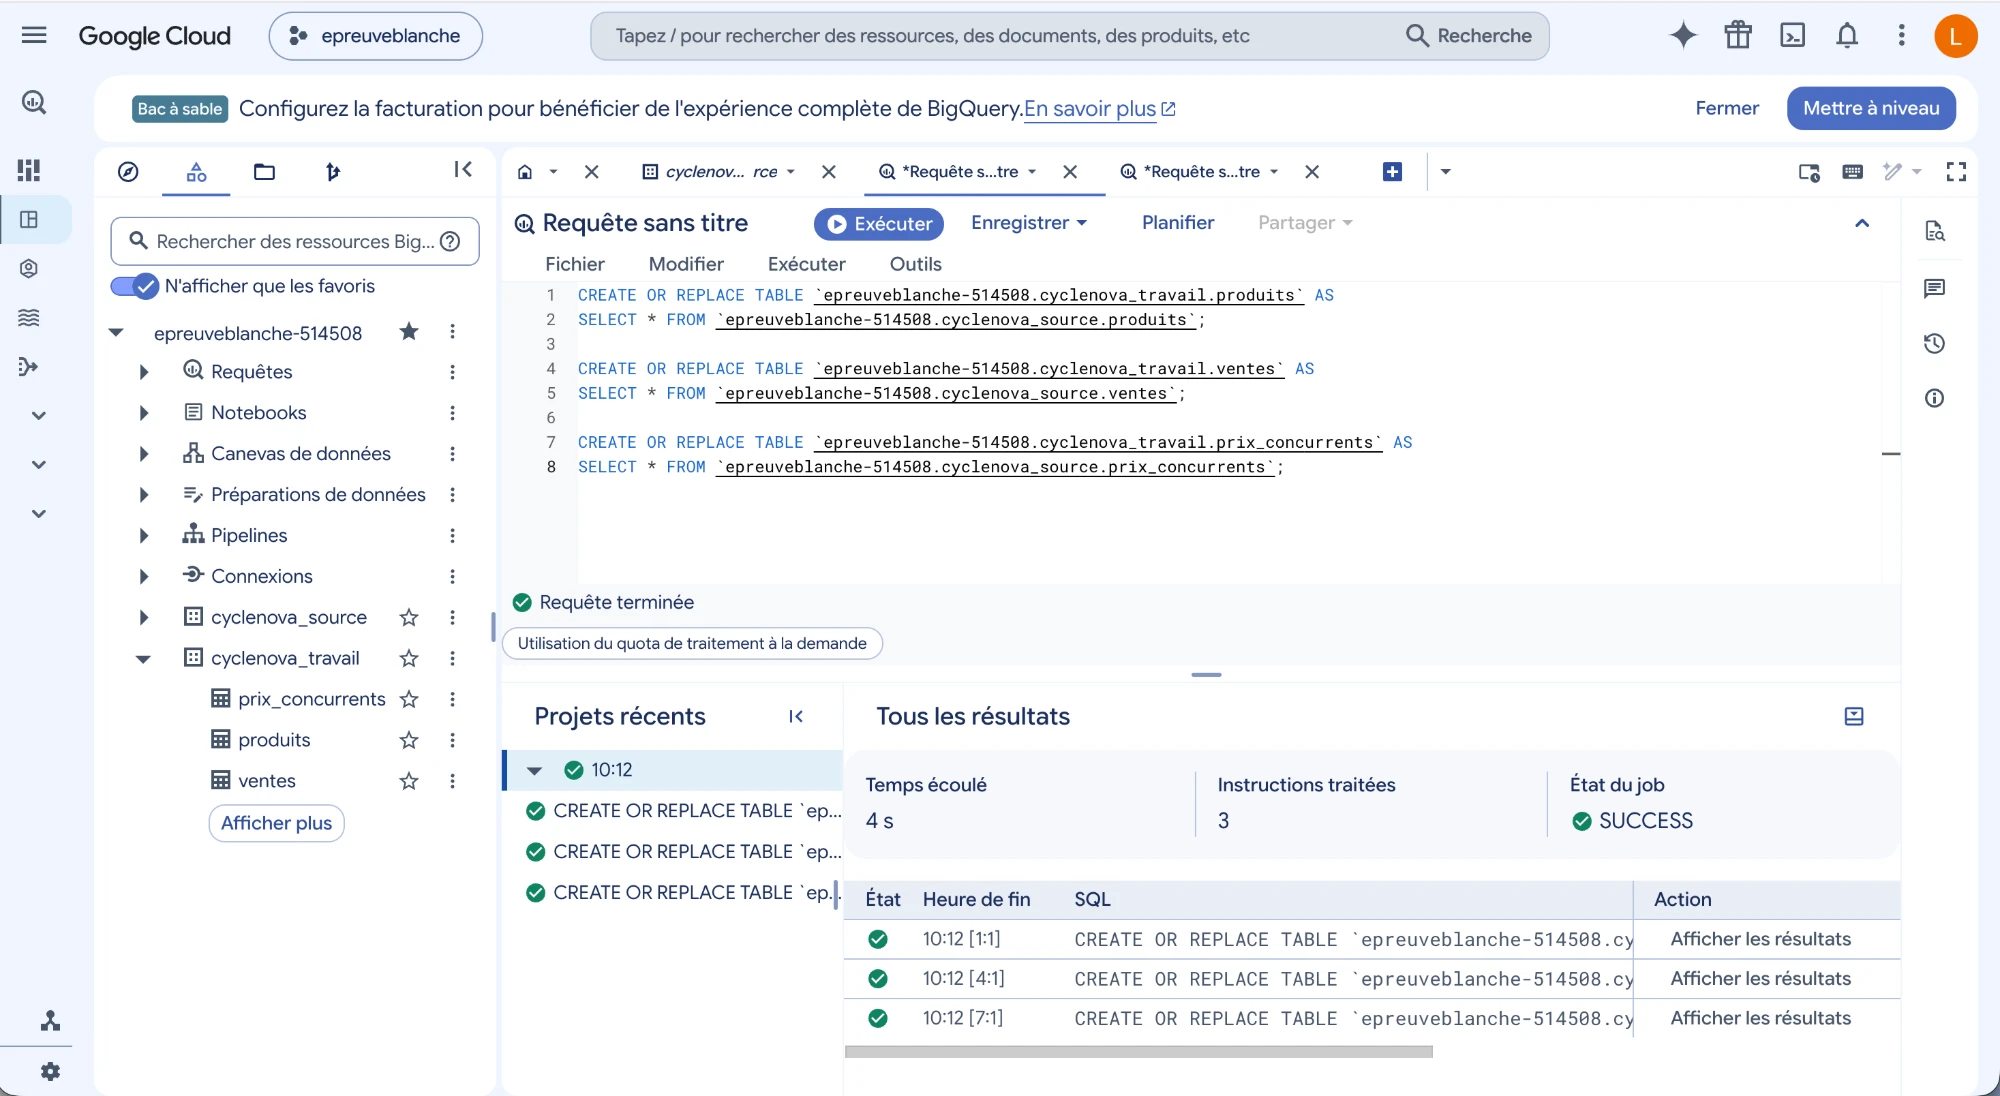 Google Cloud
epreuveblanche
Tapez / pour rechercher des ressources, des documents, des produits, etc
Recherche
L
Bac à sable
Configurez la facturation pour bénéficier de l'expérience complète de BigQuery.En savoir plus
Fermer
Mettre à niveau
cyclenov... rce
*Requête s...tre
*Requête s...tre
Rechercher des ressources Big...
N'afficher que les favoris
epreuveblanche-514508
Requêtes
Notebooks
Canevas de données
Préparations de données
Pipelines
Connexions
cyclenova_source
cyclenova_travail
prix_concurrents
produits
ventes
Afficher plus
Requête sans titre
Exécuter
Enregistrer
Planifier
Partager
Fichier
Modifier
Exécuter
Outils
1 CREATE OR REPLACE TABLE `epreuveblanche-514508.cyclenova_travail.produits` AS
2 SELECT * FROM `epreuveblanche-514508.cyclenova_source.produits`;
3
4 CREATE OR REPLACE TABLE `epreuveblanche-514508.cyclenova_travail.ventes` AS
5 SELECT * FROM `epreuveblanche-514508.cyclenova_source.ventes`;
6
7 CREATE OR REPLACE TABLE `epreuveblanche-514508.cyclenova_travail.prix_concurrents` AS
8 SELECT * FROM `epreuveblanche-514508.cyclenova_source.prix_concurrents`;
Requête terminée
Utilisation du quota de traitement à la demande
Projets récents
10:12
CREATE OR REPLACE TABLE `ep...
CREATE OR REPLACE TABLE `ep...
CREATE OR REPLACE TABLE `ep...
Tous les résultats
Temps écoulé
4 s
Instructions traitées
3
État du job
SUCCESS
État Heure de fin SQL Action
10:12 [1:1] CREATE OR REPLACE TABLE `epreuveblanche-514508.cy Afficher les résultats
10:12 [4:1] CREATE OR REPLACE TABLE `epreuveblanche-514508.cy Afficher les résultats
10:12 [7:1] CREATE OR REPLACE TABLE `epreuveblanche-514508.cy Afficher les résultats